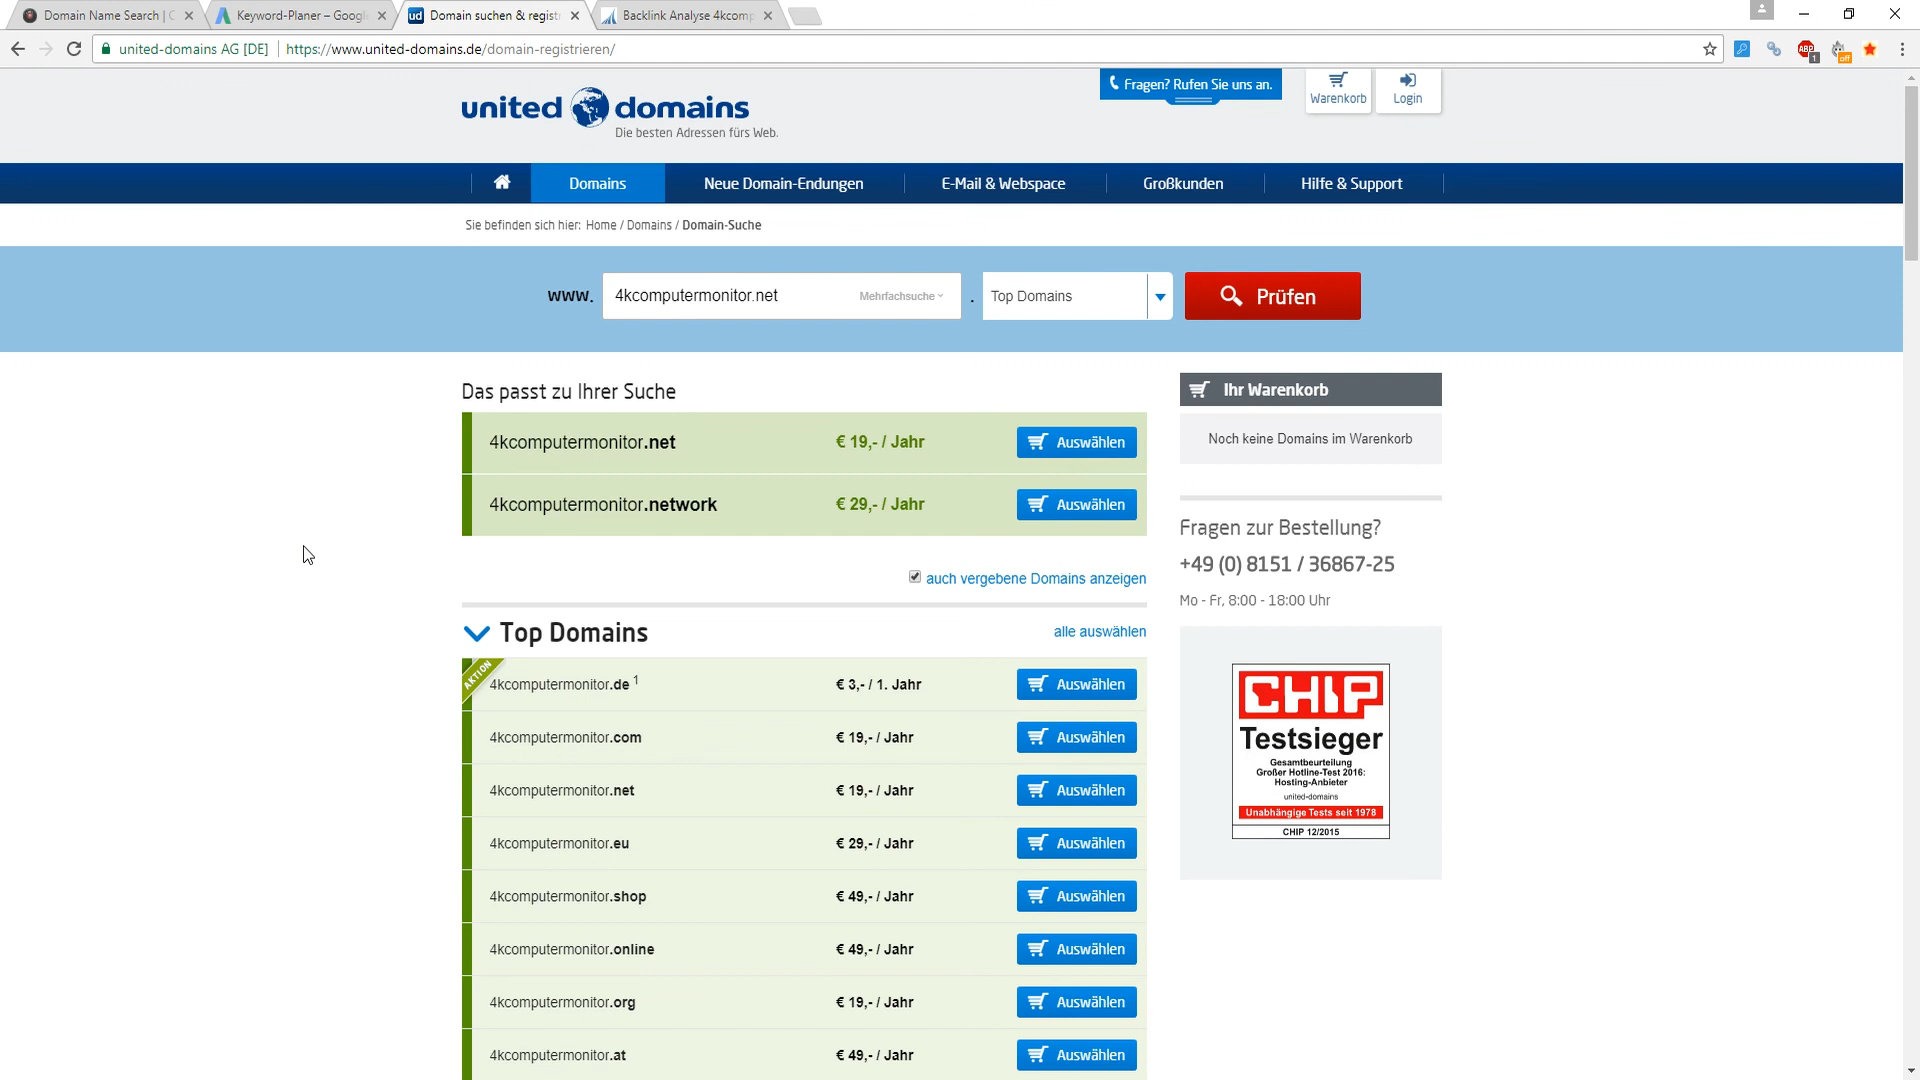 Domain Name Search | C
Keyword-Planer – Google
Domain suchen & regist
Backlink Analyse 4kcomp
united-domains AG [DE]
https://www.united-domains.de/domain-registrieren/
ABP
1
off
united domains
Die besten Adressen fürs Web.
Fragen? Rufen Sie uns an.
Warenkorb
Login
Domains
Neue Domain-Endungen
E-Mail & Webspace
Großkunden
Hilfe & Support
Sie befinden sich hier: Home / Domains / Domain-Suche
www.
4kcomputermonitor.net
Mehrfachsuche
.
Top Domains
Prüfen
Das passt zu Ihrer Suche
4kcomputermonitor.net
€ 19,- / Jahr
Auswählen
4kcomputermonitor.network
€ 29,- / Jahr
Auswählen
auch vergebene Domains anzeigen
Top Domains
alle auswählen
AKTION
4kcomputermonitor.de 1
€ 3,- / 1. Jahr
Auswählen
4kcomputermonitor.com
€ 19,- / Jahr
Auswählen
4kcomputermonitor.net
€ 19,- / Jahr
Auswählen
4kcomputermonitor.eu
€ 29,- / Jahr
Auswählen
4kcomputermonitor.shop
€ 49,- / Jahr
Auswählen
4kcomputermonitor.online
€ 49,- / Jahr
Auswählen
4kcomputermonitor.org
€ 19,- / Jahr
Auswählen
4kcomputermonitor.at
€ 49,- / Jahr
Auswählen
Ihr Warenkorb
Noch keine Domains im Warenkorb
Fragen zur Bestellung?
+49 (0) 8151 / 36867-25
Mo - Fr, 8:00 - 18:00 Uhr
CHIP
Testsieger
Gesamtbeurteilung
Großer Hotline-Test 2016:
Hosting-Anbieter
united-domains
Unabhängige Tests seit 1978
CHIP 12/2015